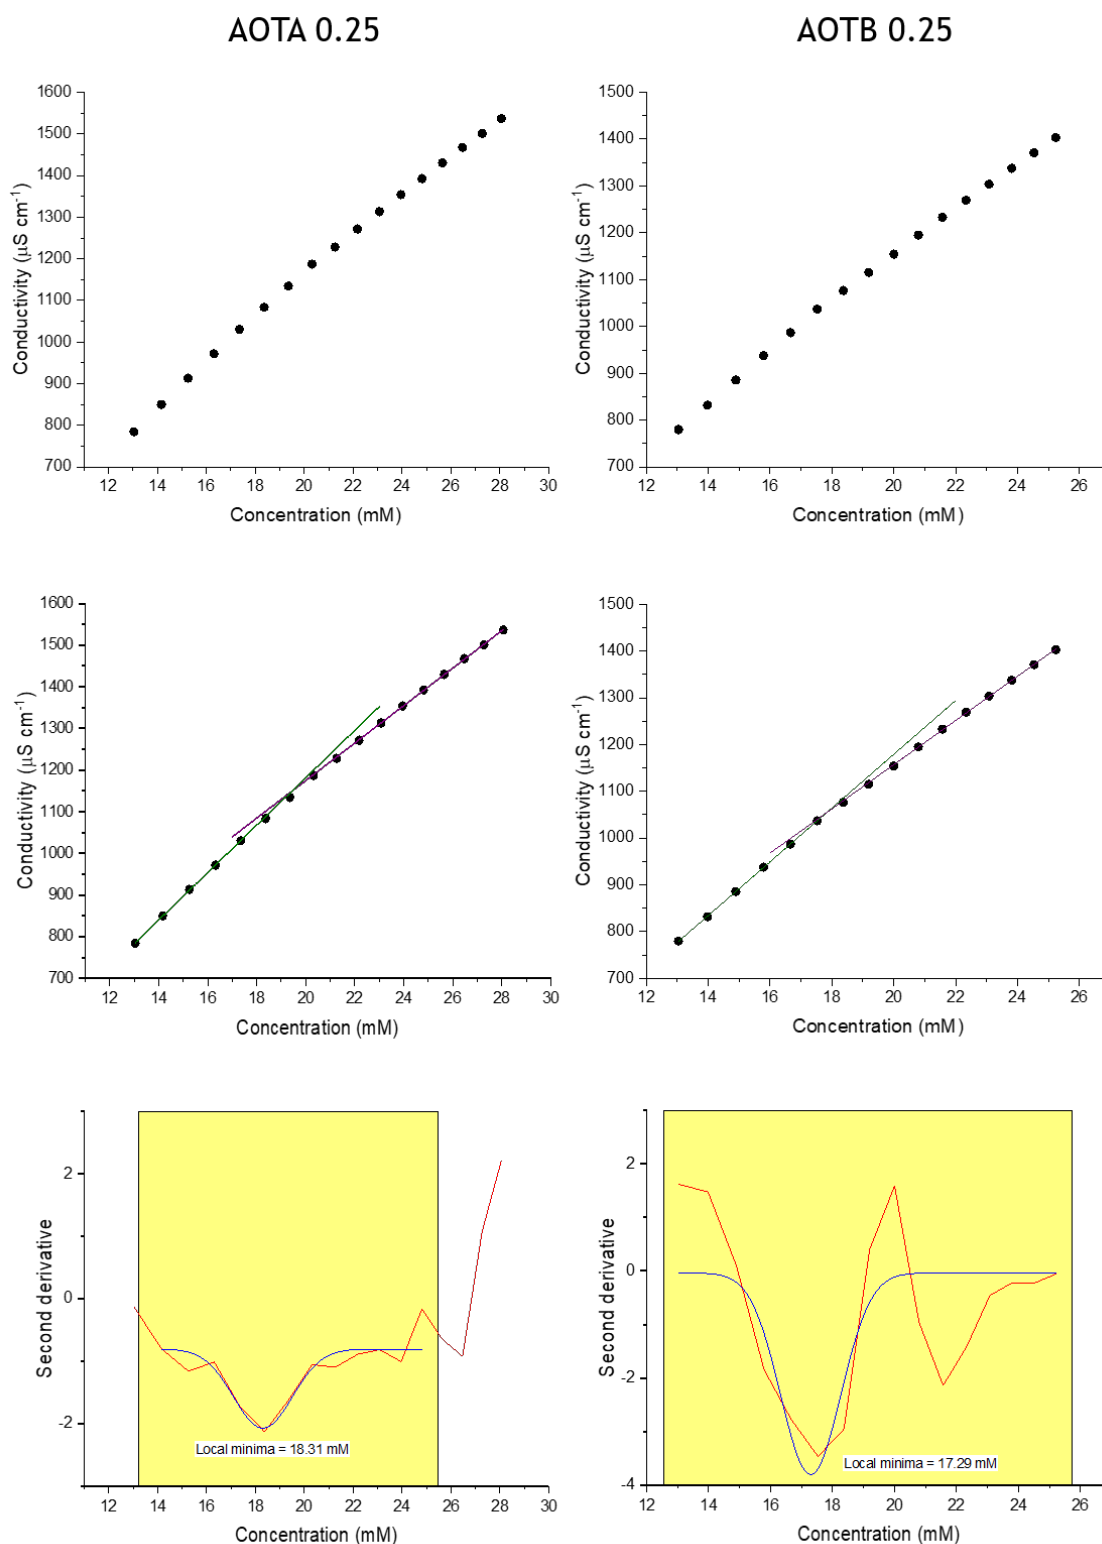 AOTA 0.25
AOTB 0.25
1600
1500
1400
1300
1200
1100
1000
900
800
700
Conductivity (μS cm⁻¹)
12 14 16 18 20 22 24 26 28 30
Concentration (mM)
1500
1400
1300
1200
1100
1000
900
800
700
Conductivity (μS cm⁻¹)
12 14 16 18 20 22 24 26
Concentration (mM)
1600
1500
1400
1300
1200
1100
1000
900
800
700
Conductivity (μS cm⁻¹)
12 14 16 18 20 22 24 26 28 30
Concentration (mM)
1500
1400
1300
1200
1100
1000
900
800
700
Conductivity (μS cm⁻¹)
12 14 16 18 20 22 24 26
Concentration (mM)
2
0
-2
Second derivative
Local minima = 18.31 mM
12 14 16 18 20 22 24 26 28 30
Concentration (mM)
2
0
-2
-4
Second derivative
Local minima = 17.29 mM
12 14 16 18 20 22 24 26
Concentration (mM)